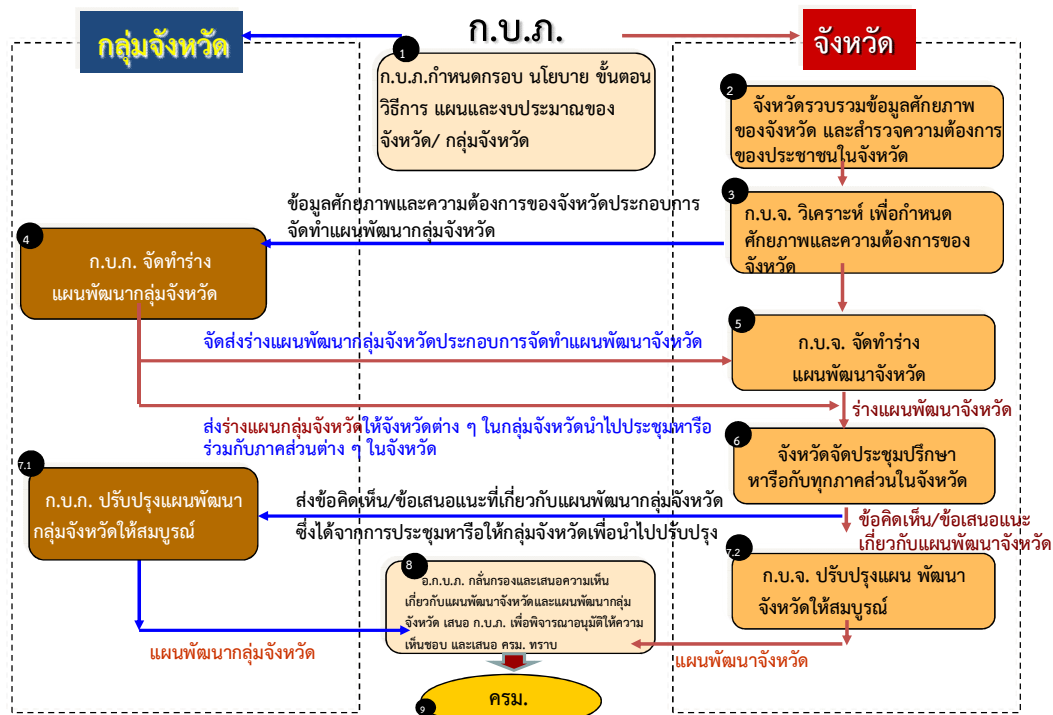 กลุ่มจังหวัด
ก.บ.ภ.
จังหวัด
1
ก.บ.ภ.กำหนดกรอบ นโยบาย ขั้นตอน
วิธีการ แผนและงบประมาณของ
จังหวัด/ กลุ่มจังหวัด
2
จังหวัดรวบรวมข้อมูลศักยภาพ
ของจังหวัด และสำรวจความต้องการ
ของประชาชนในจังหวัด
3
ก.บ.จ. วิเคราะห์ เพื่อกำหนด
ศักยภาพและความต้องการของ
จังหวัด
ข้อมูลศักยภาพและความต้องการของจังหวัดประกอบการ
จัดทำแผนพัฒนากลุ่มจังหวัด
4
ก.บ.ก. จัดทำร่าง
แผนพัฒนากลุ่มจังหวัด
จัดส่งร่างแผนพัฒนากลุ่มจังหวัดประกอบการจัดทำแผนพัฒนาจังหวัด
5
ก.บ.จ. จัดทำร่าง
แผนพัฒนาจังหวัด
ร่างแผนพัฒนาจังหวัด
ส่งร่างแผนกลุ่มจังหวัดให้จังหวัดต่าง ๆ ในกลุ่มจังหวัดนำไปประชุมหารือ
ร่วมกับภาคส่วนต่าง ๆ ในจังหวัด
6
จังหวัดจัดประชุมปรึกษา
หารือกับทุกภาคส่วนในจังหวัด
7.1
ก.บ.ก. ปรับปรุงแผนพัฒนา
กลุ่มจังหวัดให้สมบูรณ์
ส่งข้อคิดเห็น/ข้อเสนอแนะที่เกี่ยวกับแผนพัฒนากลุ่มจังหวัด
ซึ่งได้จากการประชุมหารือให้กลุ่มจังหวัดเพื่อนำไปปรับปรุง
ข้อคิดเห็น/ข้อเสนอแนะ
เกี่ยวกับแผนพัฒนาจังหวัด
7.2
ก.บ.จ. ปรับปรุงแผน พัฒนา
จังหวัดให้สมบูรณ์
8
อ.ก.บ.ภ. กลั่นกรองและเสนอความเห็น
เกี่ยวกับแผนพัฒนาจังหวัดและแผนพัฒนากลุ่ม
จังหวัด เสนอ ก.บ.ภ. เพื่อพิจารณาอนุมัติให้ความ
เห็นชอบ และเสนอ ครม. ทราบ
แผนพัฒนากลุ่มจังหวัด
แผนพัฒนาจังหวัด
9
ครม.